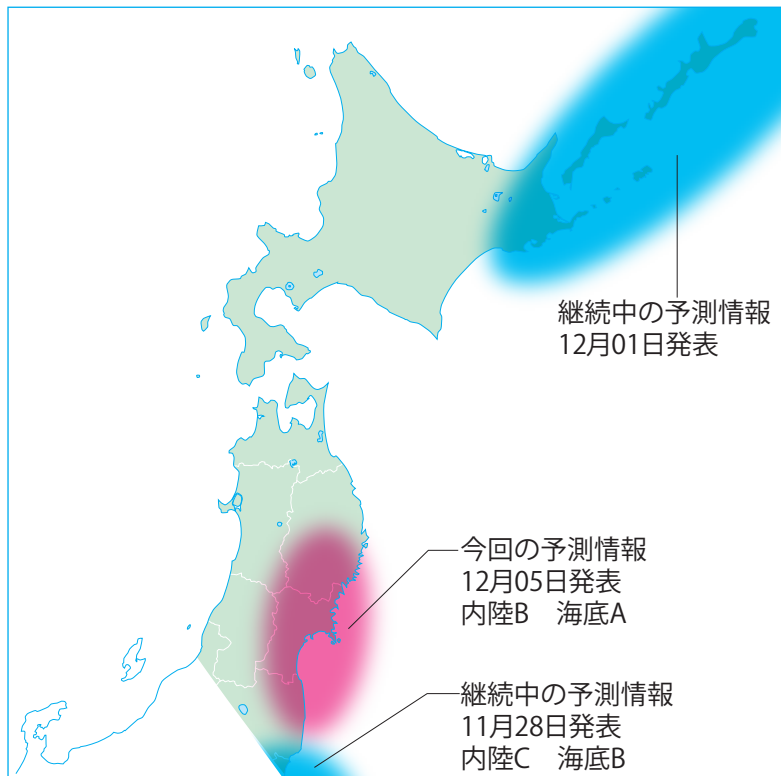 継続中の予測情報
12月01日発表
今回の予測情報
12月05日発表
内陸B　海底A
継続中の予測情報
11月28日発表
内陸C　海底B